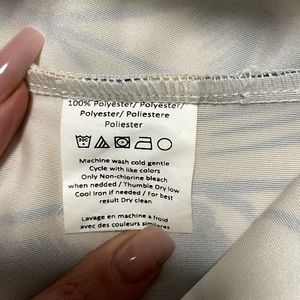 100% Polyester/ Polyester/
Polyester/ Poliestere
Poliester
Machine wash cold gentle
Cycle with like colors
Only Non-chlorine bleach
when nedded / Thumble Dry low
Cool Iron if needed / For best
result Dry clean
Lavage en machine a froid
avec des couleurs similaires